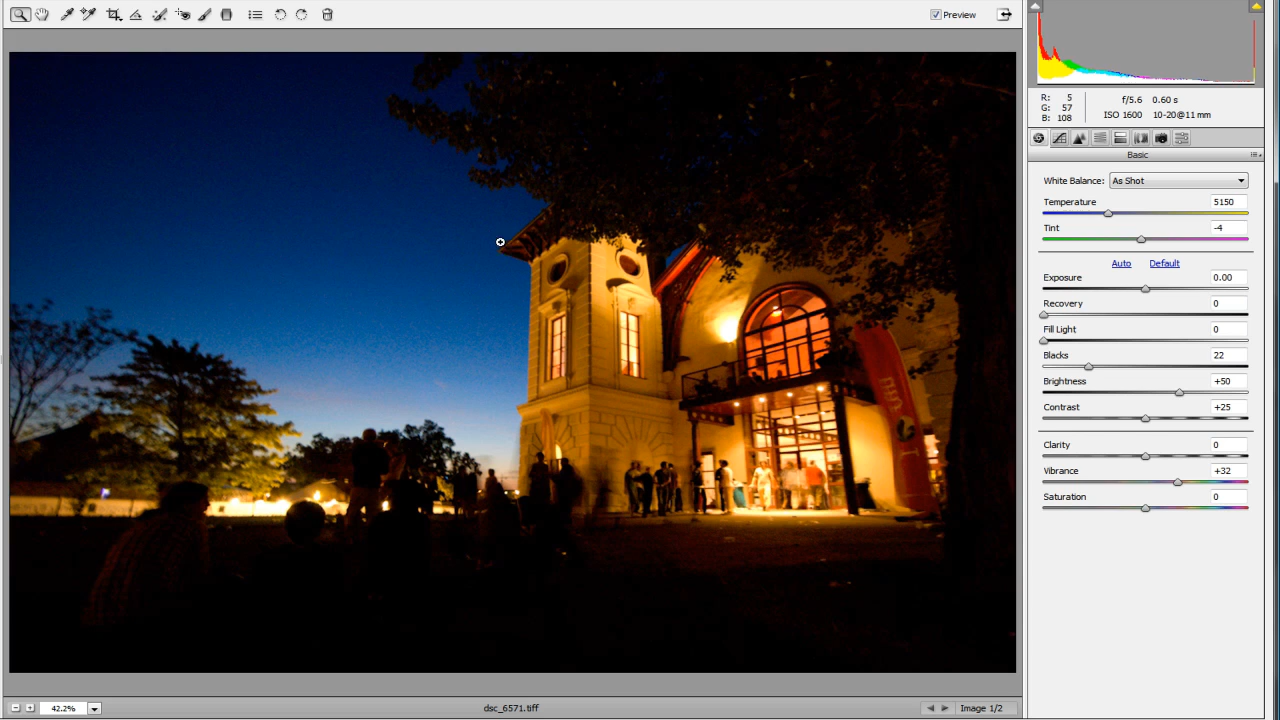 Preview
R: 5
G: 57
B: 108
f/5.6 0.60 s
ISO 1600 10-20@11 mm
Basic
White Balance: As Shot
Temperature 5150
Tint -4
Auto Default
Exposure 0.00
Recovery 0
Fill Light 0
Blacks 22
Brightness +50
Contrast +25
Clarity 0
Vibrance +32
Saturation 0
42.2%
dsc_6571.tiff
Image 1/2